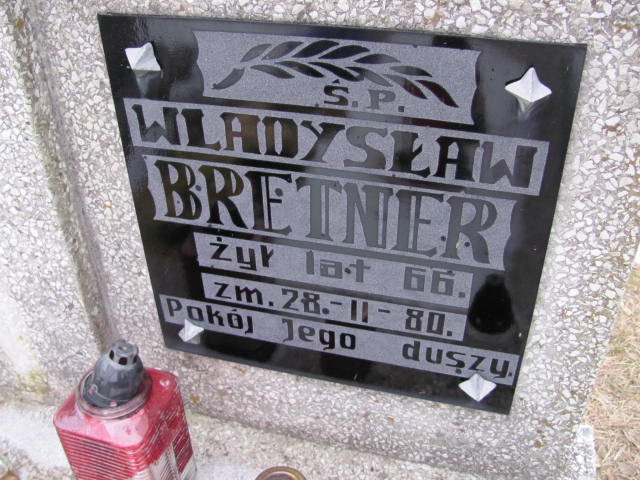 Ś.P.
WŁADYSŁAW
BRETNER
żył lat 66.
zm. 28.-11-80.
Pokój Jego duszy.